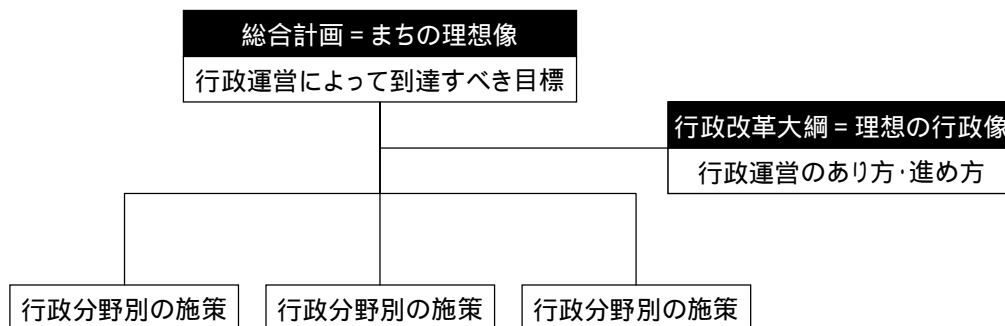 総合計画 = まちの理想像
行政運営によって到達すべき目標
行政改革大綱 = 理想の行政像
行政運営のあり方・進め方
行政分野別の施策
行政分野別の施策
行政分野別の施策